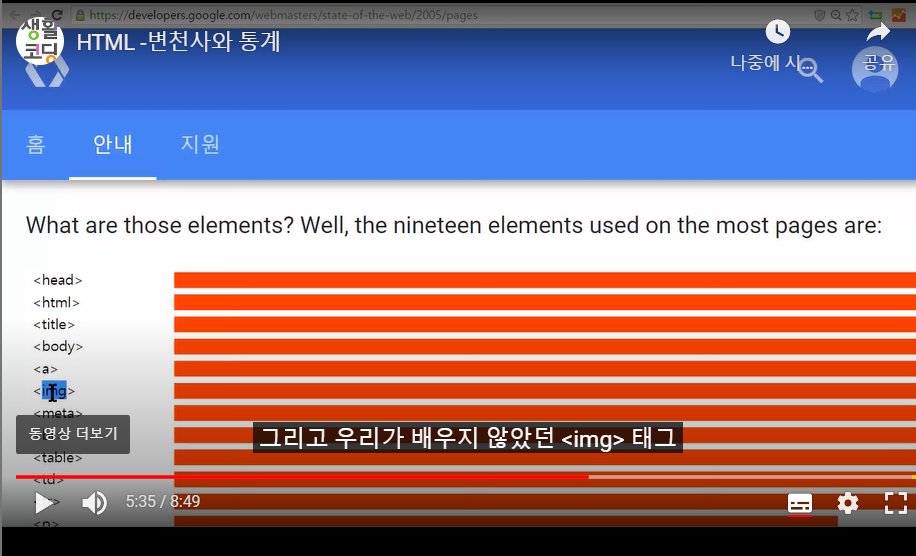 https://developers.google.com/webmasters/state-of-the-web/2005/pages
생활
코딩
HTML -변천사와 통계
나중에 시...
공유
홈 안내 지원
What are those elements? Well, the nineteen elements used on the most pages are:
<head>
<html>
<title>
<body>
<a>
<img>
<meta>
동영상 더보기
그리고 우리가 배우지 않았던 <img> 태그
<table>
<td>
5:35 / 8:49
<p>